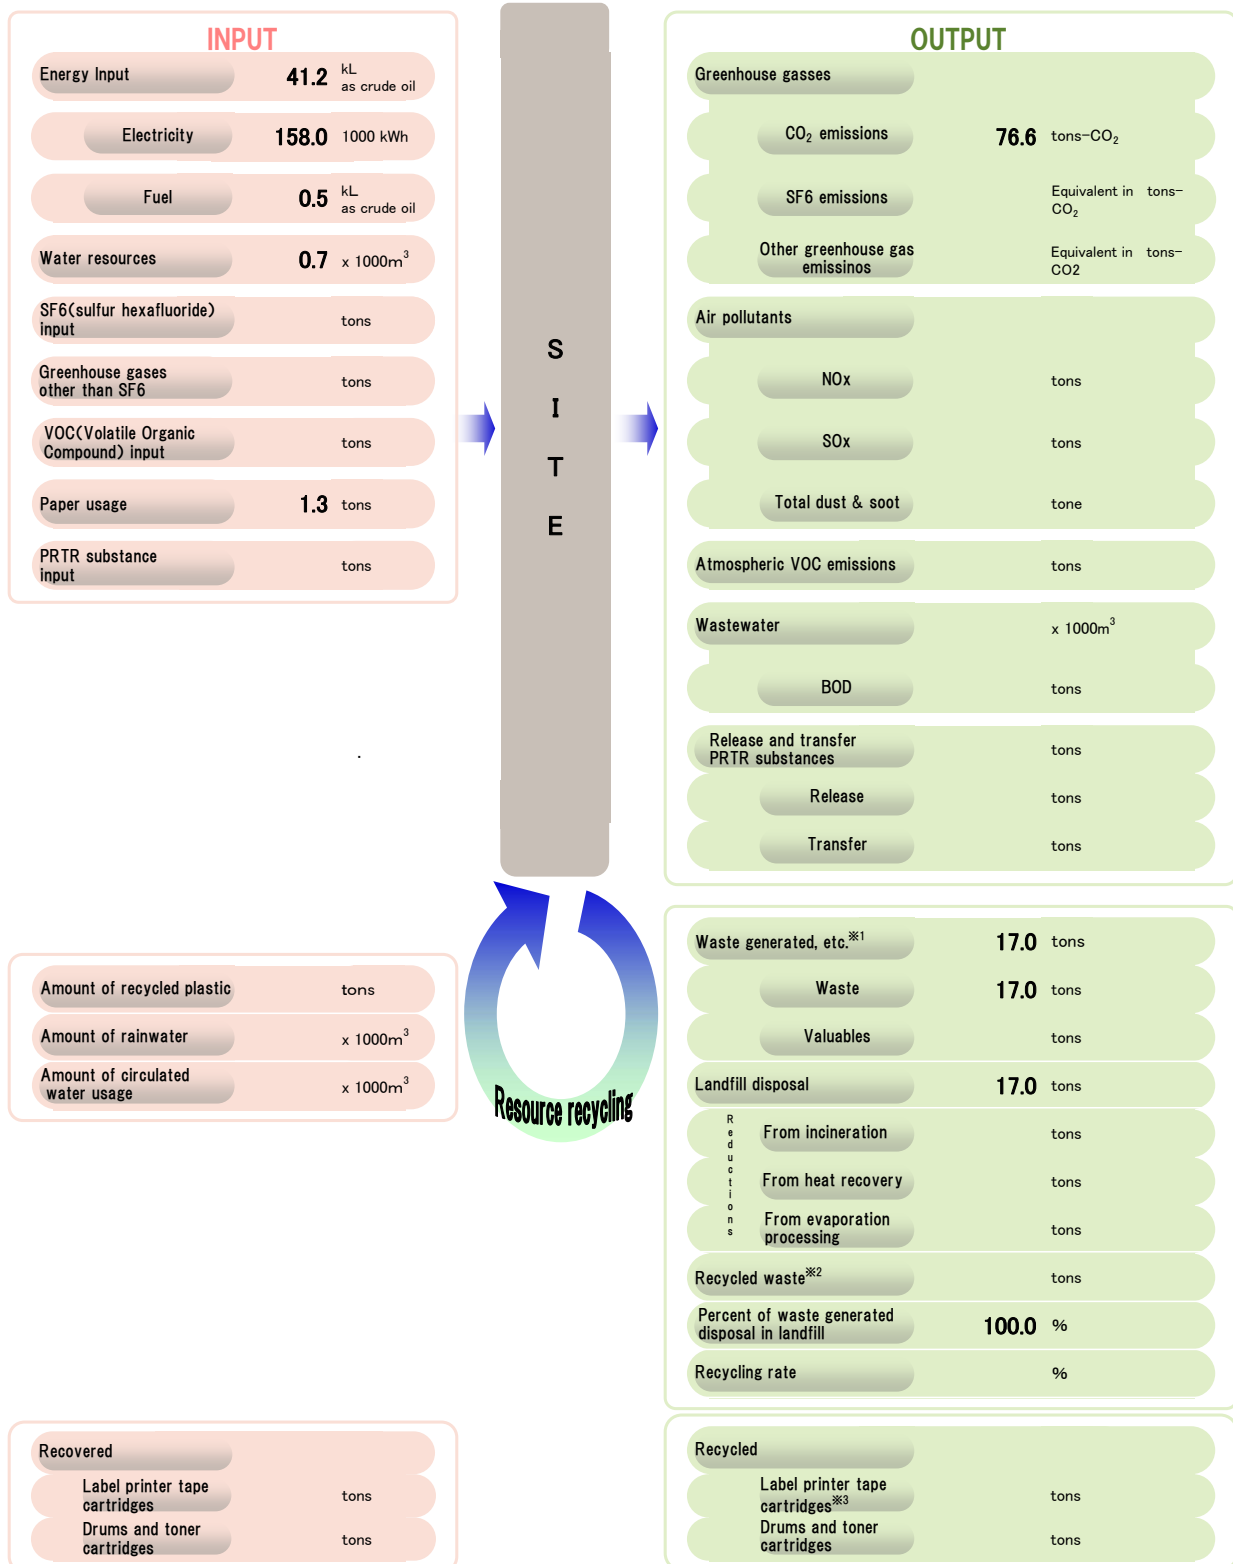 INPUT
Energy Input 41.2 kL as crude oil
Electricity 158.0 1000 kWh
Fuel 0.5 kL as crude oil
Water resources 0.7 x 1000m³
SF6(sulfur hexafluoride)
input tons
Greenhouse gases
other than SF6 tons
VOC(Volatile Organic
Compound) input tons
Paper usage 1.3 tons
PRTR substance
input tons
SITE
OUTPUT
Greenhouse gasses
CO₂ emissions 76.6 tons-CO₂
SF6 emissions Equivalent in tons-
CO₂
Other greenhouse gas
emissinos Equivalent in tons-
CO2
Air pollutants
NOx tons
SOx tons
Total dust & soot tone
Atmospheric VOC emissions tons
Wastewater x 1000m³
BOD tons
Release and transfer
PRTR substances tons
Release tons
Transfer tons
Resource recycling
Amount of recycled plastic tons
Amount of rainwater x 1000m³
Amount of circulated
water usage x 1000m³
Waste generated, etc.※1 17.0 tons
Waste 17.0 tons
Valuables tons
Landfill disposal 17.0 tons
Reductions
From incineration tons
From heat recovery tons
From evaporation
processing tons
Recycled waste※2 tons
Percent of waste generated
disposal in landfill 100.0 %
Recycling rate %
Recovered
Label printer tape
cartridges tons
Drums and toner
cartridges tons
Recycled
Label printer tape
cartridges※3 tons
Drums and toner
cartridges tons